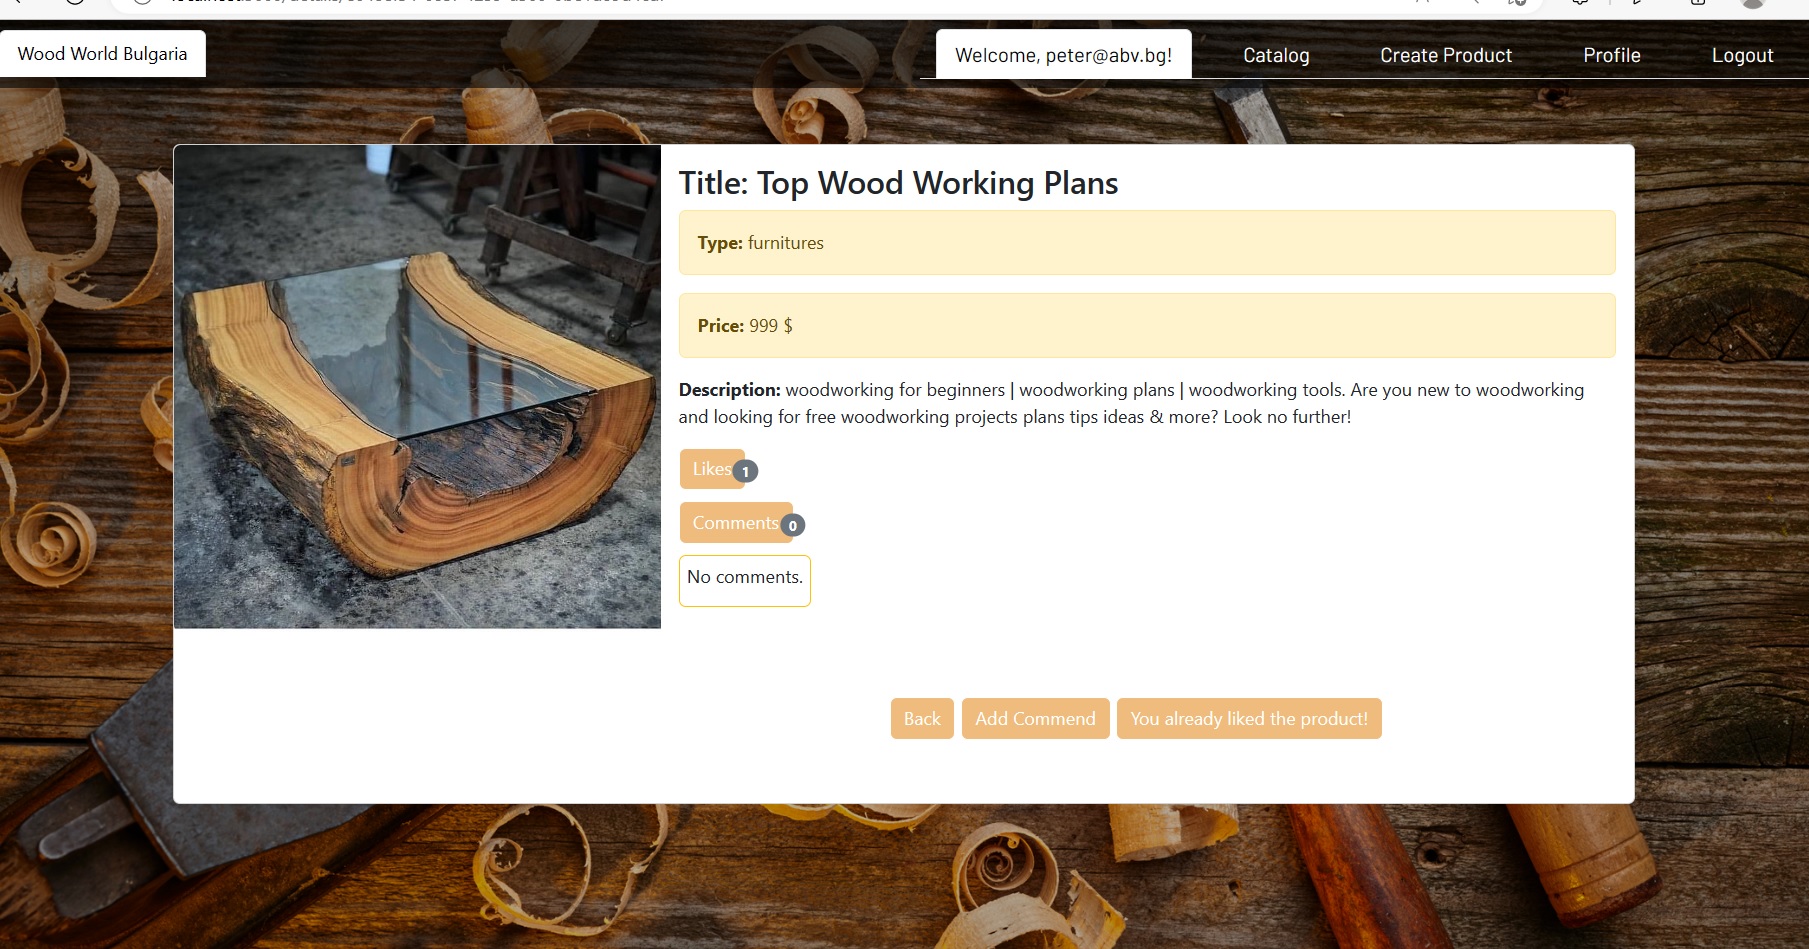 Wood World Bulgaria
Welcome, peter@abv.bg!
Catalog
Create Product
Profile
Logout
Title: Top Wood Working Plans
Type: furnitures
Price: 999 $
Description: woodworking for beginners | woodworking plans | woodworking tools. Are you new to woodworking
and looking for free woodworking projects plans tips ideas & more? Look no further!
Likes 1
Comments 0
No comments.
Back
Add Commend
You already liked the product!